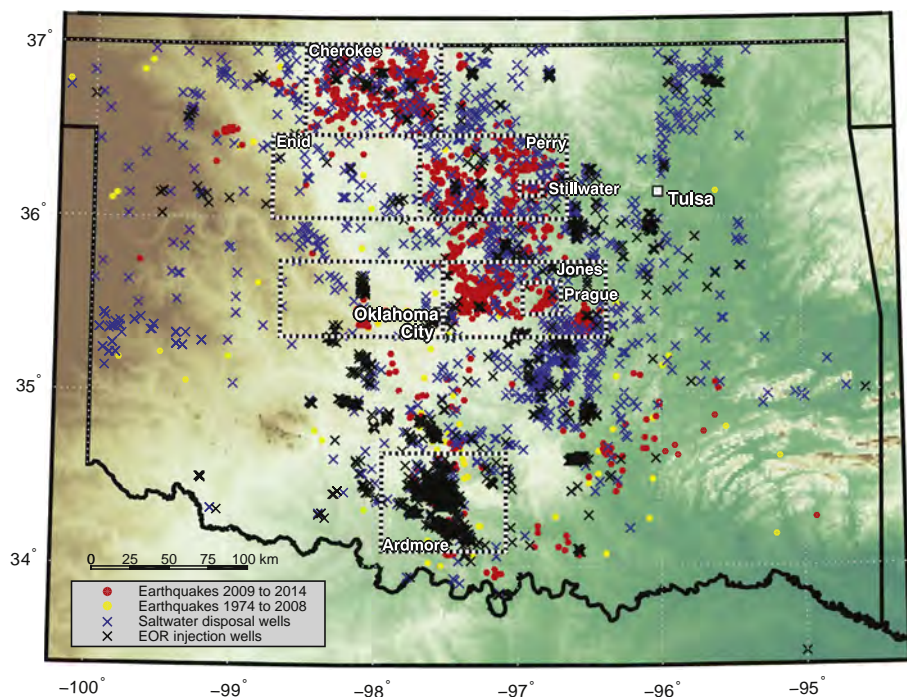 37°
36°
35°
34°
Cherokee
Enid
Perry
Stillwater
Tulsa
Jones
Prague
Oklahoma
City
Ardmore
0 25 50 75 100 km
Earthquakes 2009 to 2014
Earthquakes 1974 to 2008
Saltwater disposal wells
EOR injection wells
−100° −99° −98° −97° −96° −95°